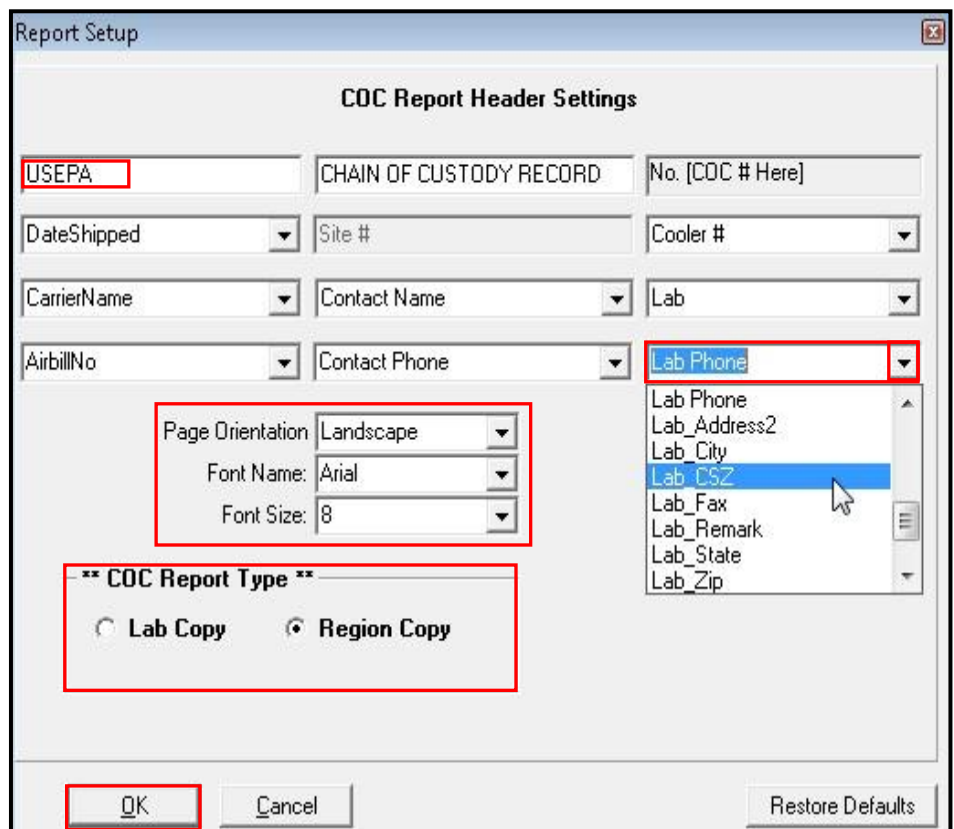 Report Setup
COC Report Header Settings
USEPA
CHAIN OF CUSTODY RECORD
No. [COC # Here]
DateShipped
Site #
Cooler #
CarrierName
Contact Name
Lab
AirbillNo
Contact Phone
Lab Phone
Lab Phone
Lab_Address2
Lab_City
Lab_CSZ
Lab_Fax
Lab_Remark
Lab_State
Lab_Zip
Page Orientation Landscape
Font Name: Arial
Font Size: 8
** COC Report Type **
Lab Copy
Region Copy
OK
Cancel
Restore Defaults